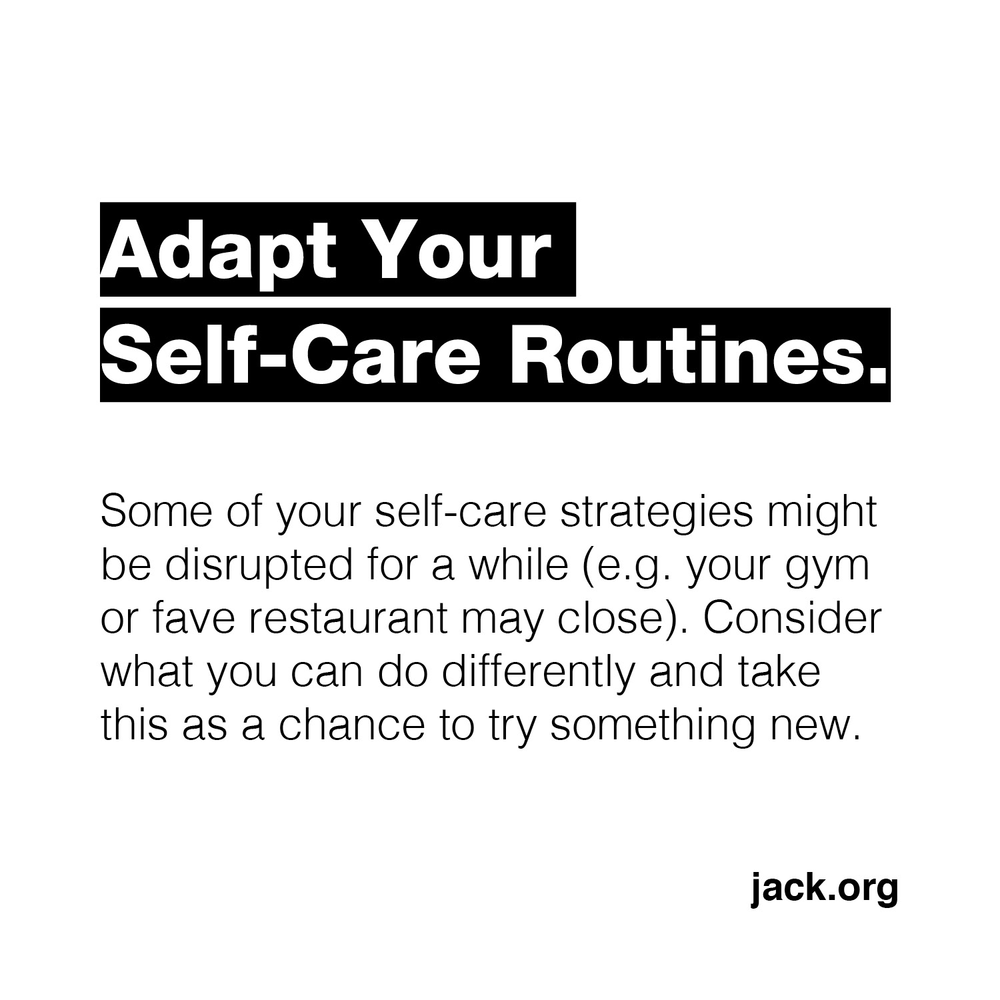 Adapt Your
Self-Care Routines.
Some of your self-care strategies might
be disrupted for a while (e.g. your gym
or fave restaurant may close). Consider
what you can do differently and take
this as a chance to try something new.
jack.org